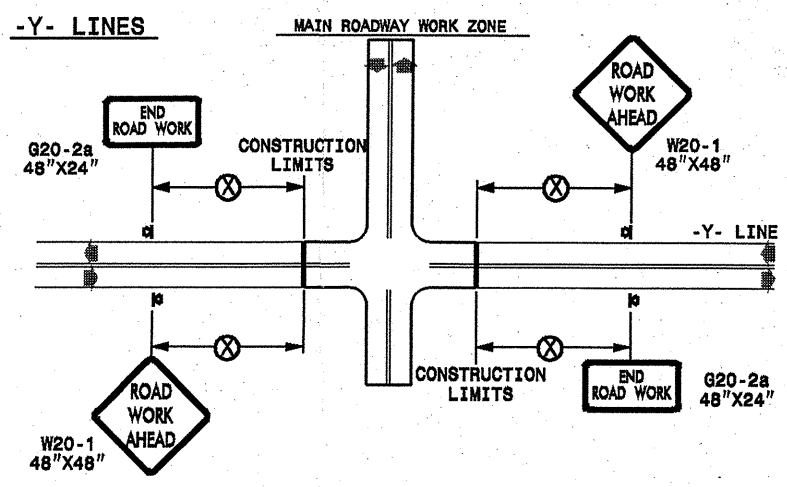 -Y- LINES
MAIN ROADWAY WORK ZONE
END
ROAD WORK
G20-2a
48"X24"
CONSTRUCTION
LIMITS
X
X
ROAD
WORK
AHEAD
W20-1
48"X48"
-Y- LINE
X
X
ROAD
WORK
AHEAD
W20-1
48"X48"
CONSTRUCTION
LIMITS
END
ROAD WORK
G20-2a
48"X24"